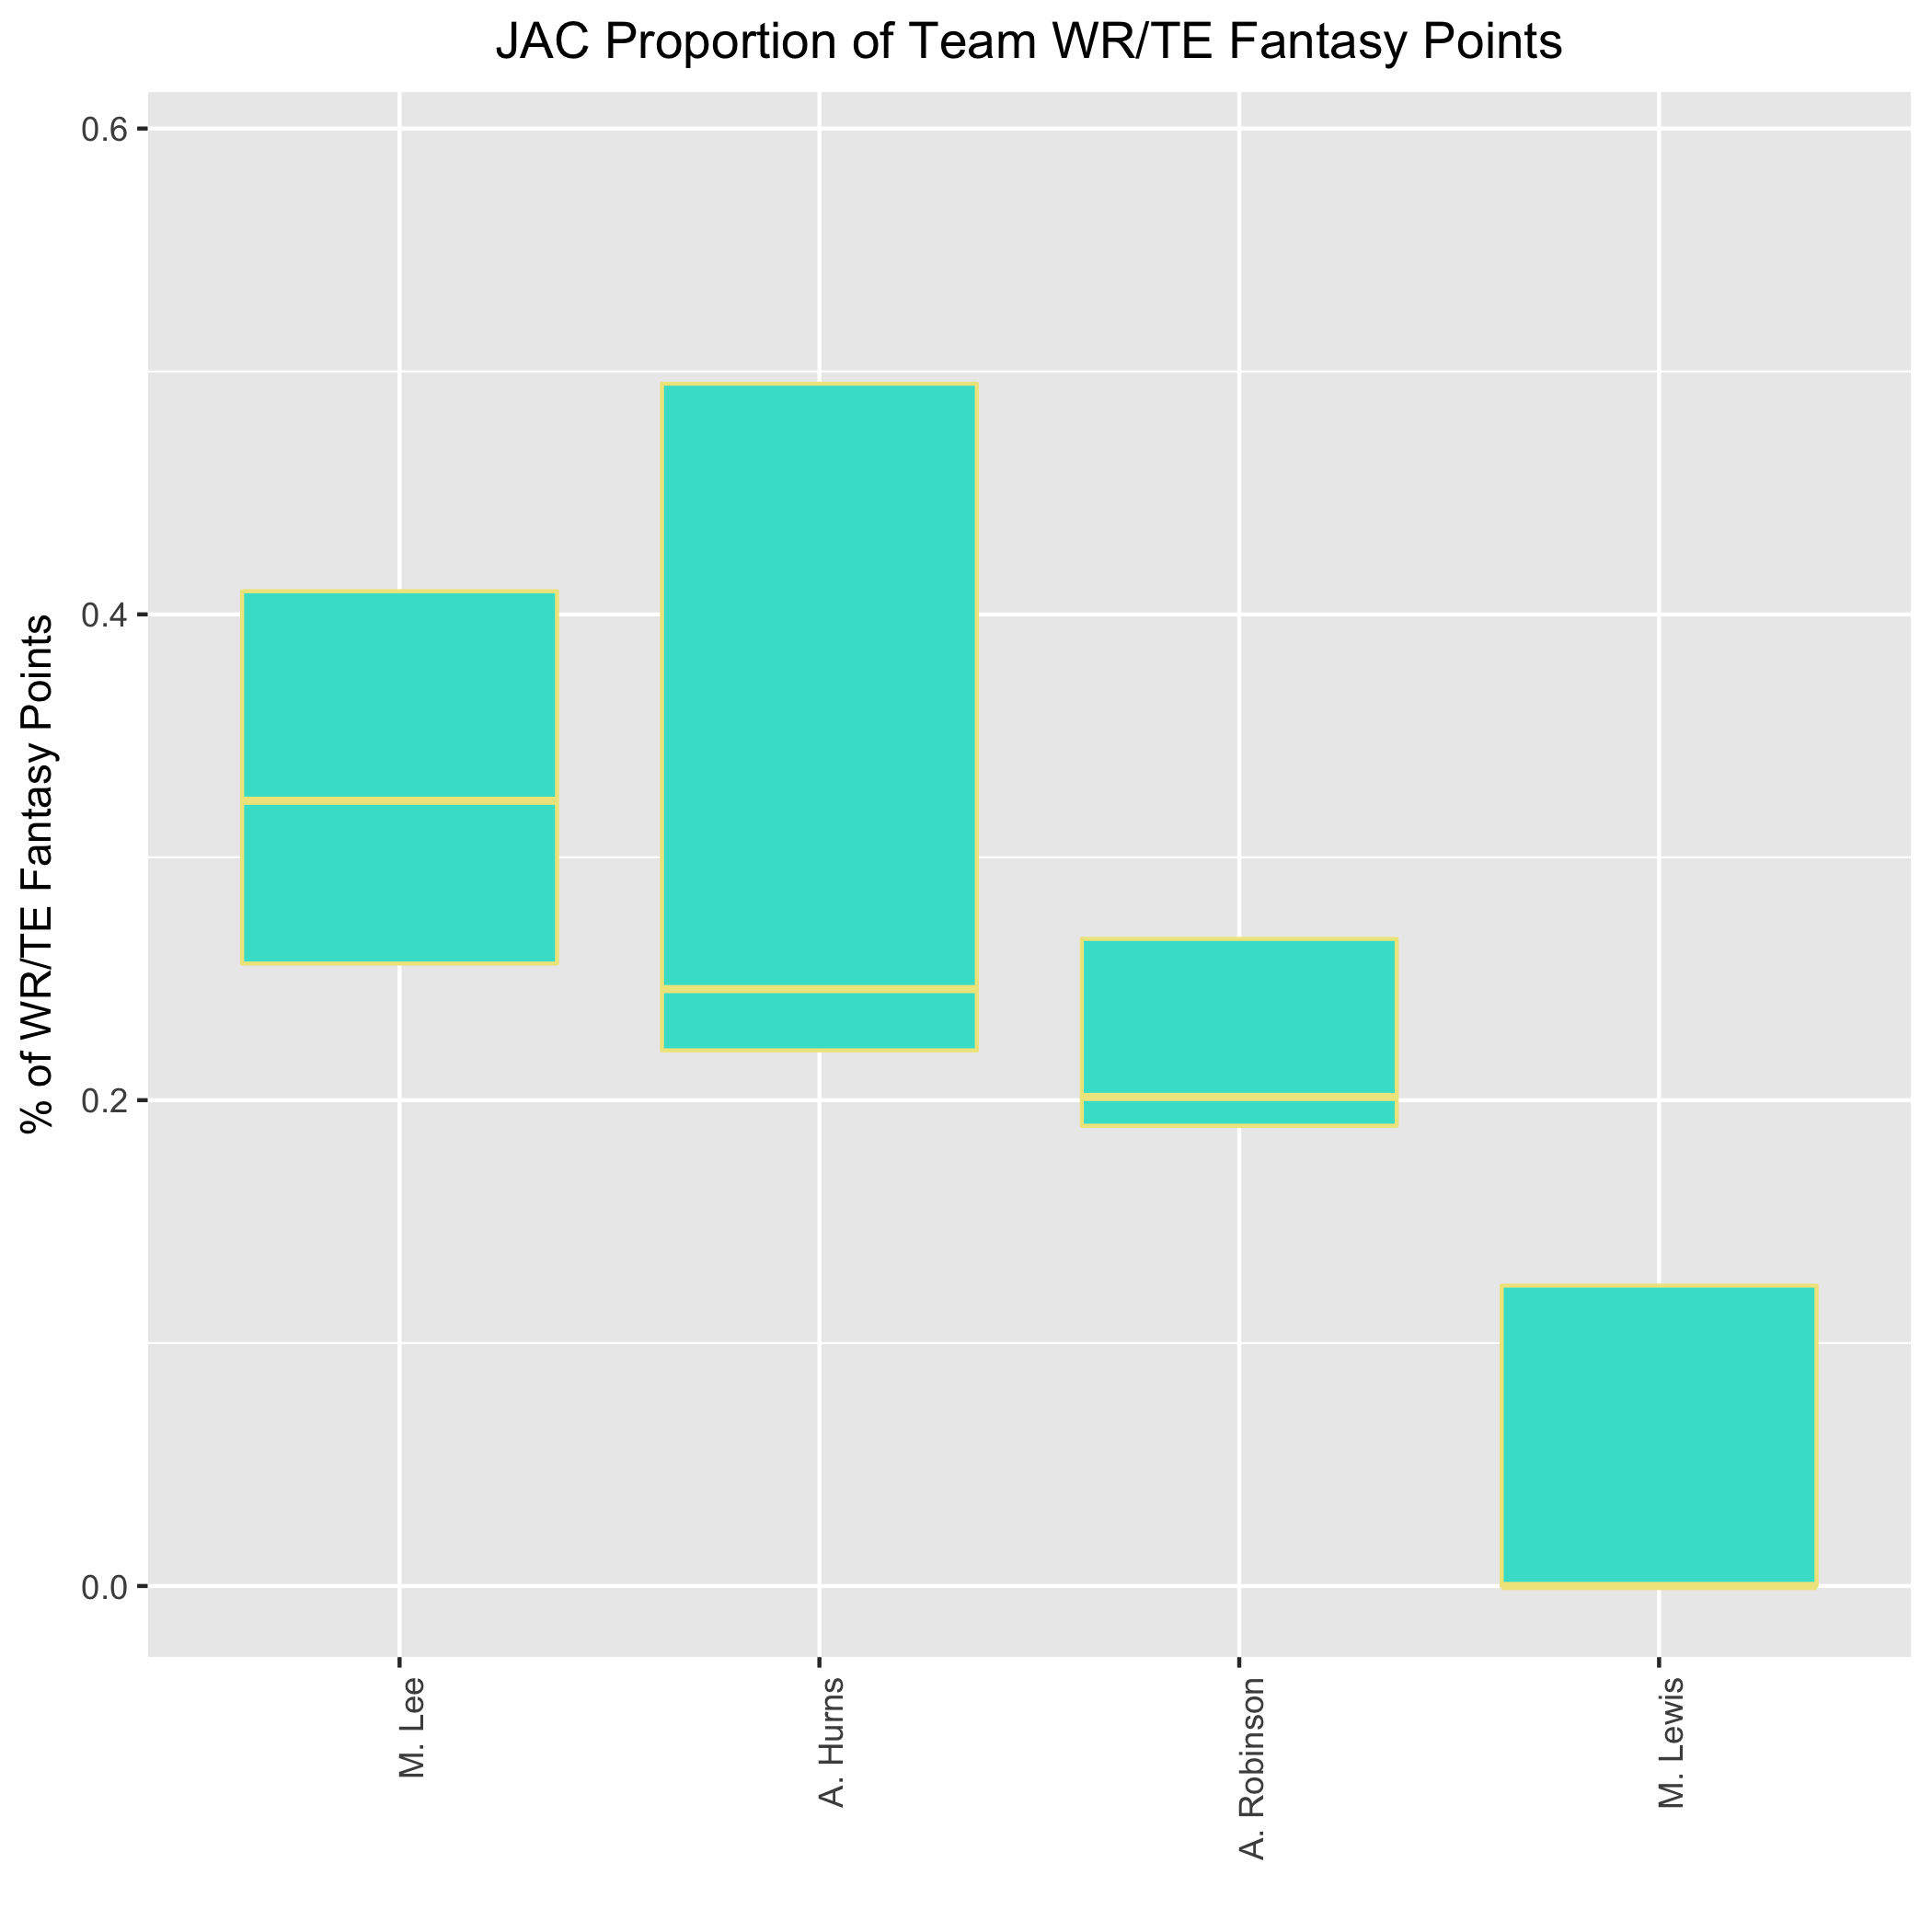 JAC Proportion of Team WR/TE Fantasy Points
% of WR/TE Fantasy Points
0.6
0.4
0.2
0.0
M. Lee
A. Hurns
A. Robinson
M. Lewis